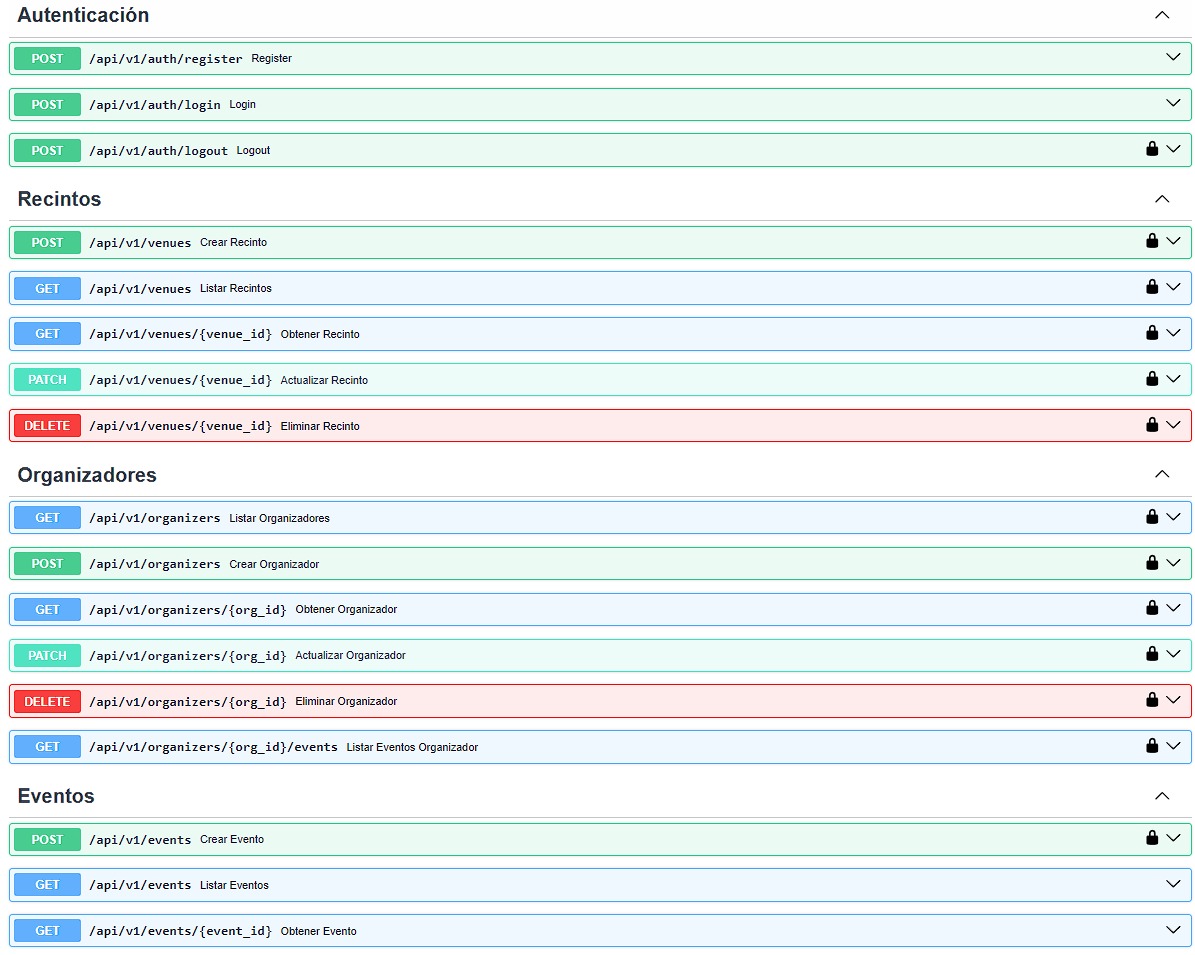 Autenticación
POST /api/v1/auth/register Register
POST /api/v1/auth/login Login
POST /api/v1/auth/logout Logout
Recintos
POST /api/v1/venues Crear Recinto
GET /api/v1/venues Listar Recintos
GET /api/v1/venues/{venue_id} Obtener Recinto
PATCH /api/v1/venues/{venue_id} Actualizar Recinto
DELETE /api/v1/venues/{venue_id} Eliminar Recinto
Organizadores
GET /api/v1/organizers Listar Organizadores
POST /api/v1/organizers Crear Organizador
GET /api/v1/organizers/{org_id} Obtener Organizador
PATCH /api/v1/organizers/{org_id} Actualizar Organizador
DELETE /api/v1/organizers/{org_id} Eliminar Organizador
GET /api/v1/organizers/{org_id}/events Listar Eventos Organizador
Eventos
POST /api/v1/events Crear Evento
GET /api/v1/events Listar Eventos
GET /api/v1/events/{event_id} Obtener Evento